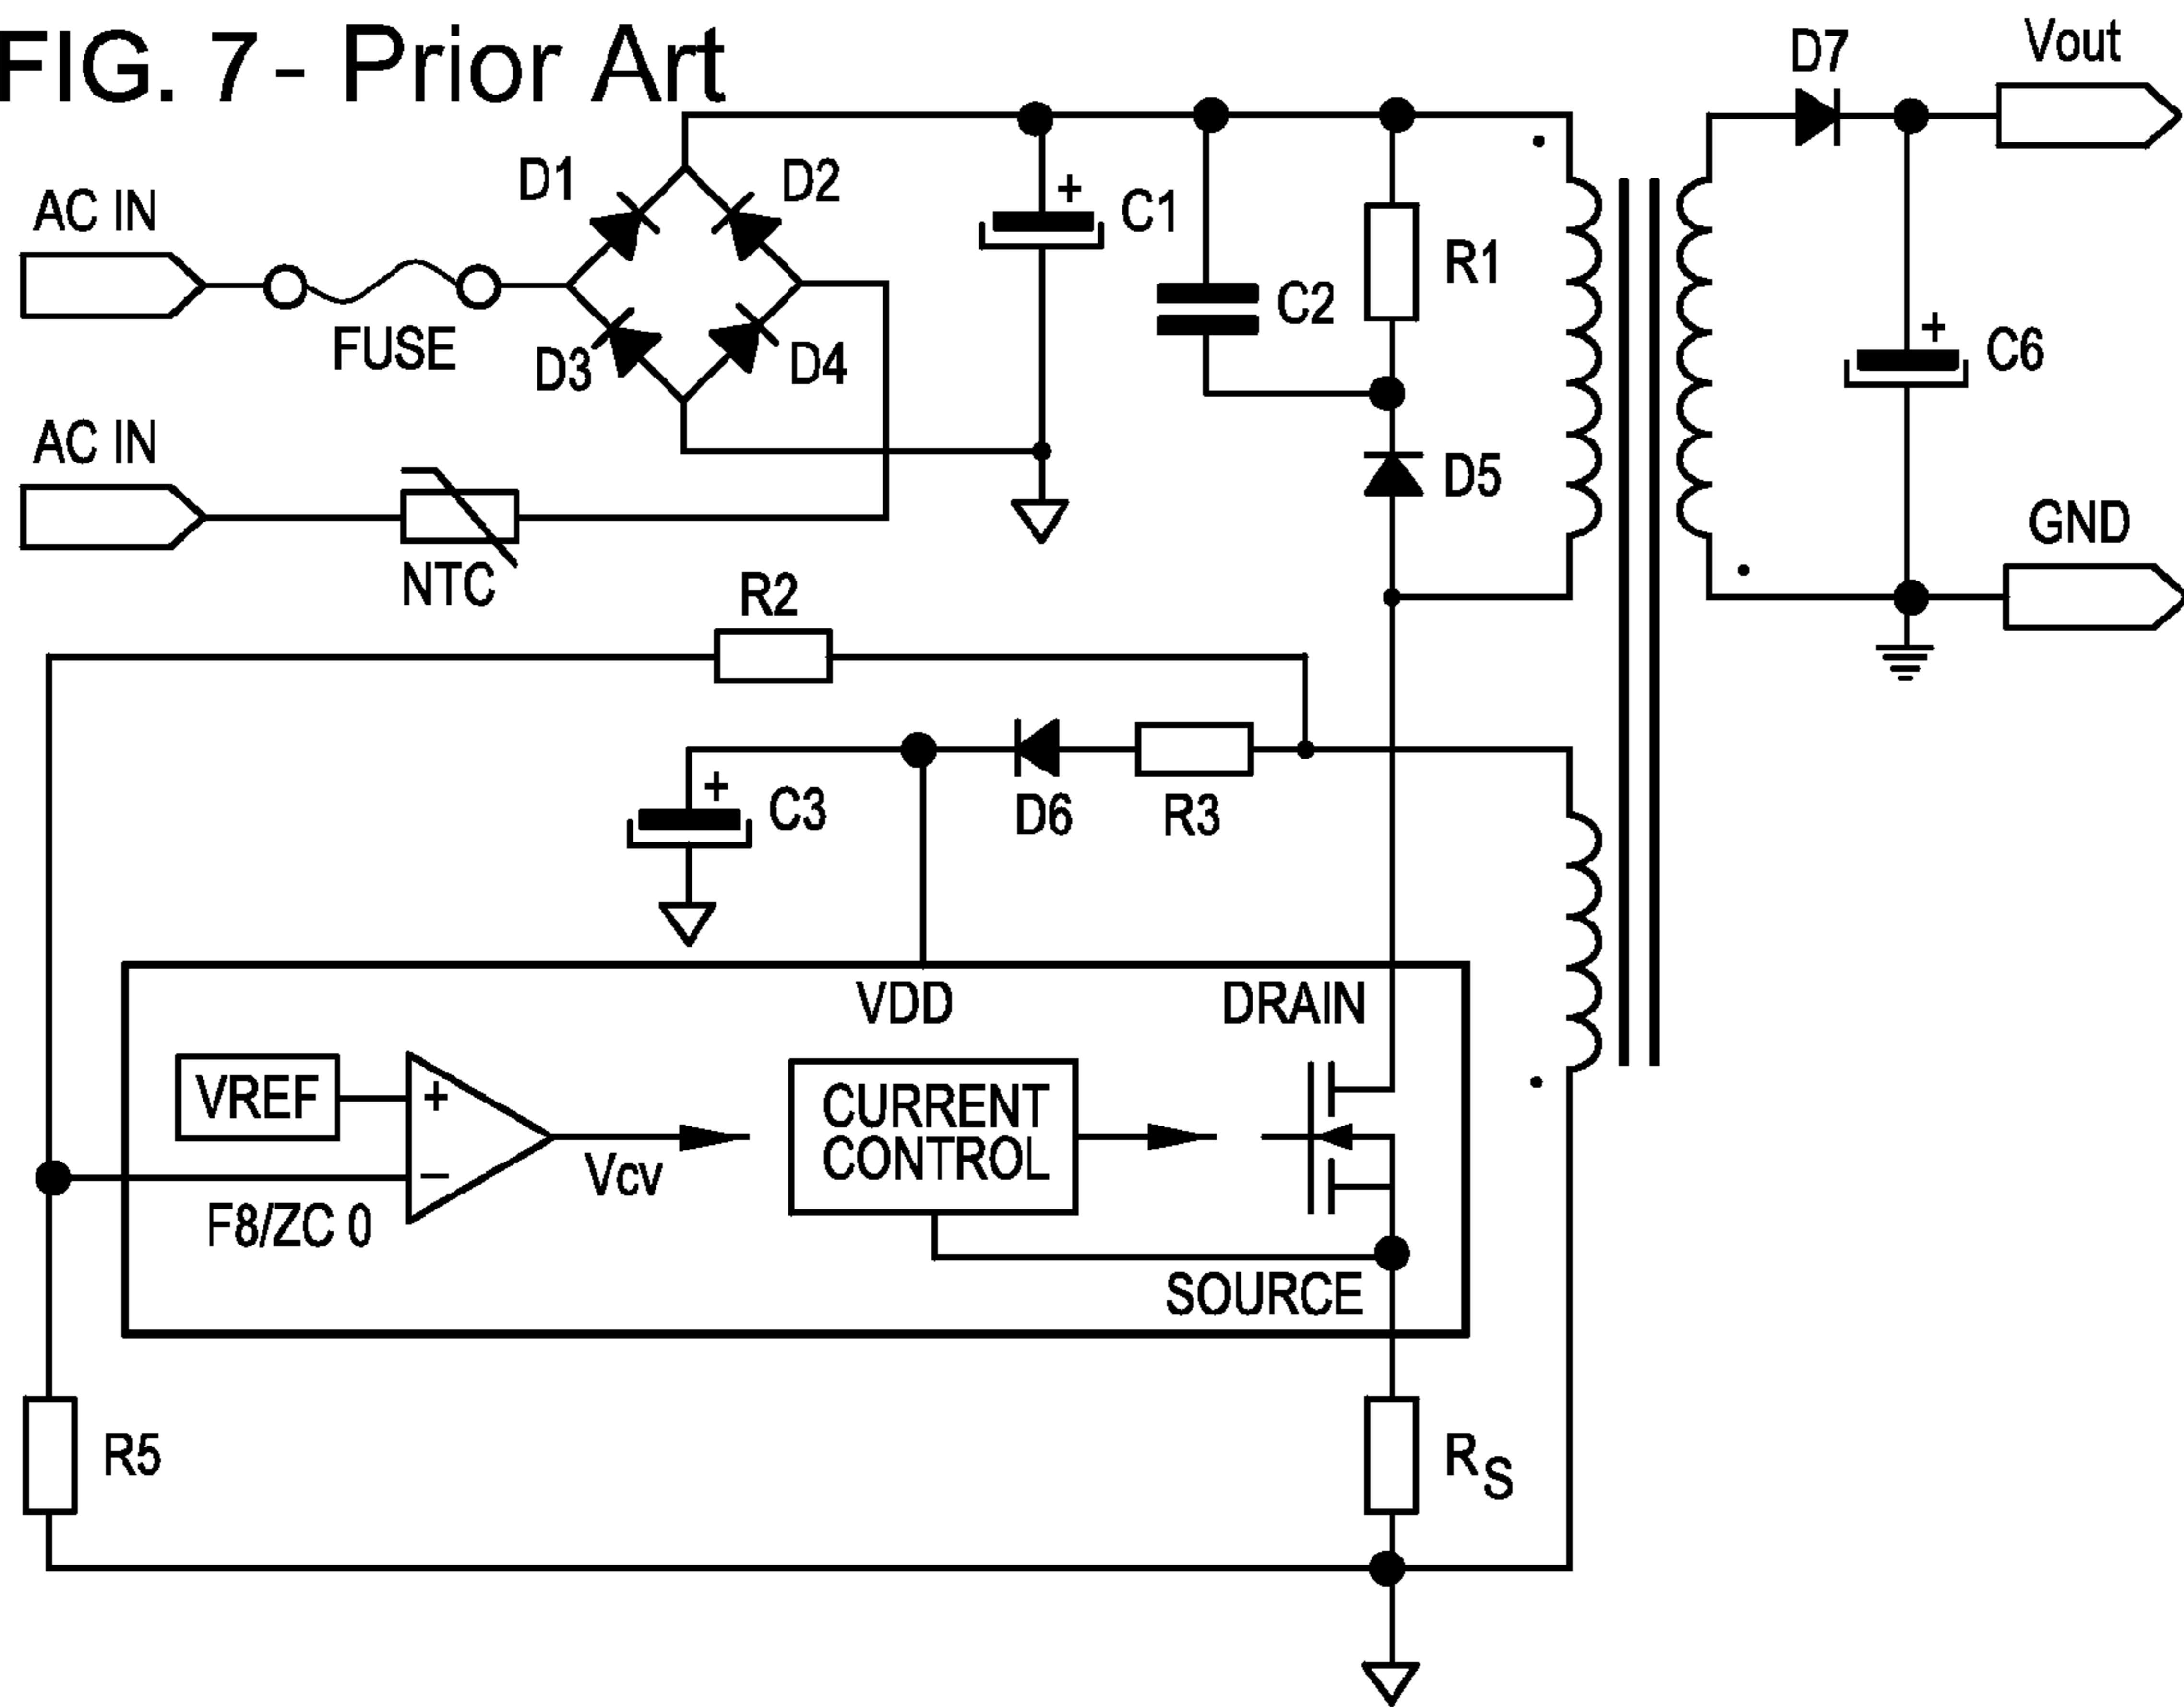 FIG. 7 - Prior Art
D7
Vout
D1
D2
AC IN
+
C1
R1
C2
FUSE
D3
D4
+
C6
AC IN
D5
GND
NTC
R2
+
C3
D6
R3
VDD
DRAIN
VREF
+
CURRENT
CONTROL
Vcv
–
F8/ZC 0
SOURCE
R5
RS